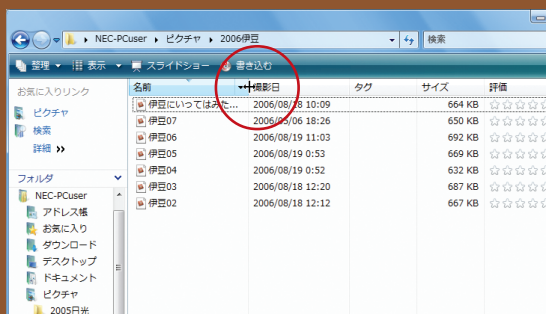 NEC-PCuser ▸ ピクチャ ▸ 2006伊豆
検索
整理 表示 スライドショー 書き込む
お気に入りリンク
ピクチャ
検索
詳細 »
フォルダ
NEC-PCuser
アドレス帳
お気に入り
ダウンロード
デスクトップ
ドキュメント
ピクチャ
2005日光
名前 撮影日 タグ サイズ 評価
伊豆にいってはみた... 2006/08/18 10:09 664 KB
伊豆07 2006/05/06 18:26 650 KB
伊豆06 2006/08/19 11:03 692 KB
伊豆05 2006/08/19 0:53 669 KB
伊豆04 2006/08/19 0:52 632 KB
伊豆03 2006/08/18 12:20 687 KB
伊豆02 2006/08/18 12:12 667 KB